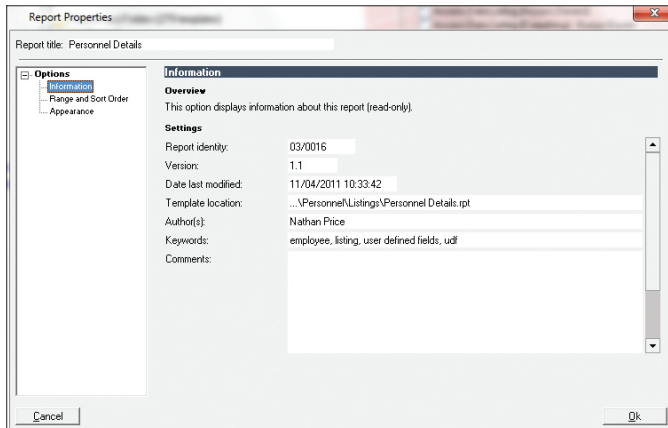 Report Properties
Report title: Personnel Details
Options
Information
Range and Sort Order
Appearance
Information
Overview
This option displays information about this report (read-only).
Settings
Report identity: 03/0016
Version: 1.1
Date last modified: 11/04/2011 10:33:42
Template location: ...\Personnel\Listings\Personnel Details.rpt
Author(s): Nathan Price
Keywords: employee, listing, user defined fields, udf
Comments:
Cancel
Ok